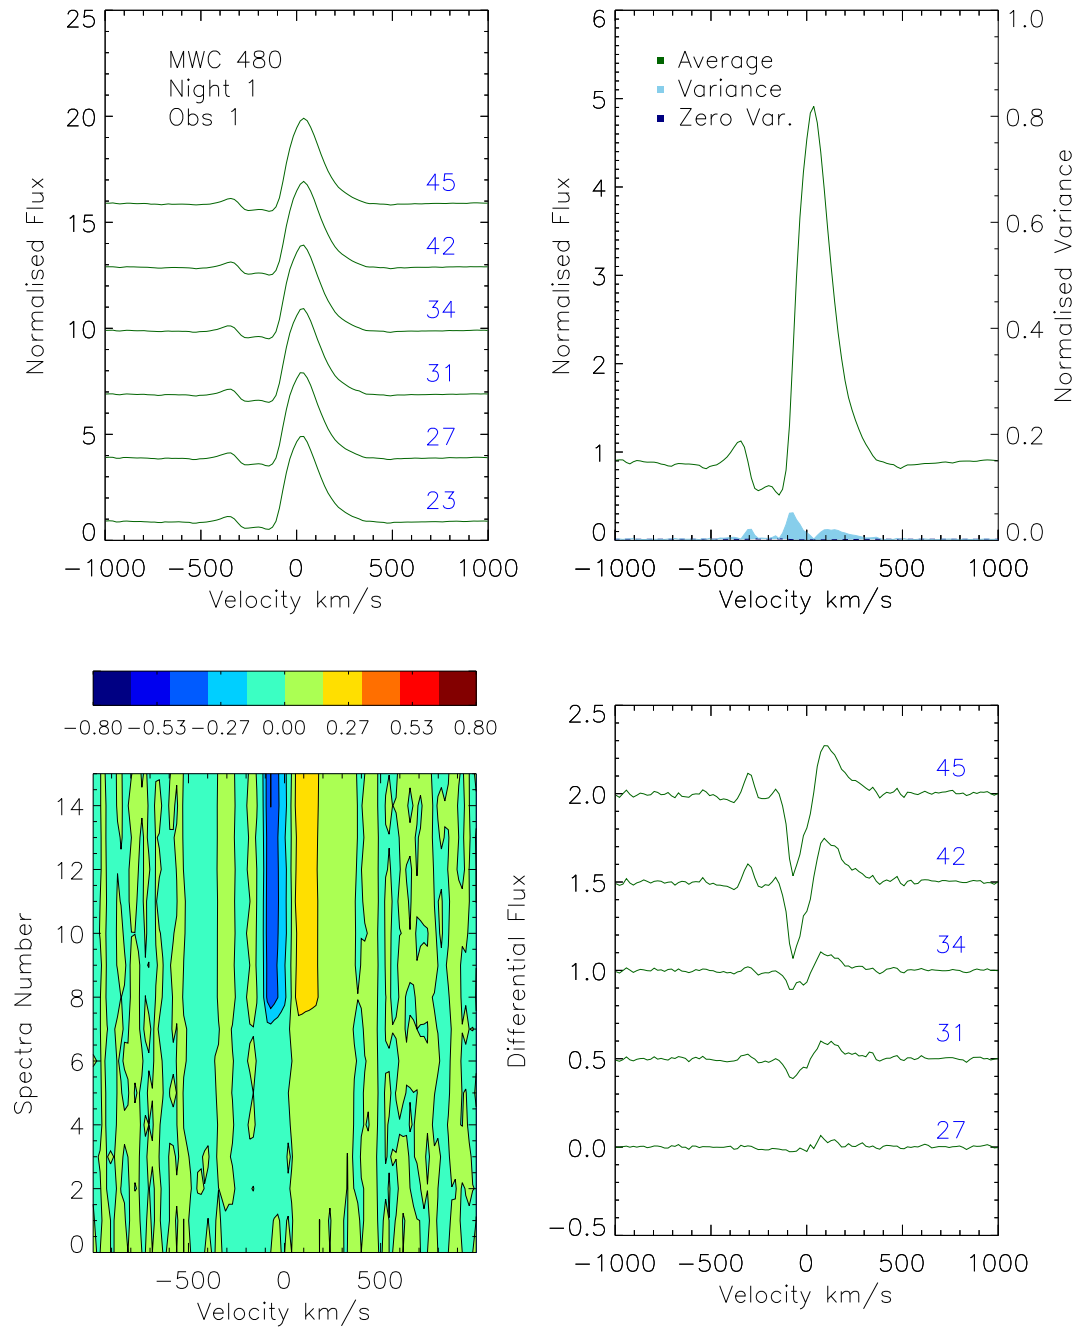 25
20
15
10
5
0
Normalised Flux
MWC 480
Night 1
Obs 1
45
42
34
31
27
23
−1000 −500 0 500 1000
Velocity km/s
6
5
4
3
2
1
0
Normalised Flux
Average
Variance
Zero Var.
1.0
0.8
0.6
0.4
0.2
0.0
Normalised Variance
−1000 −500 0 500 1000
Velocity km/s
−0.80 −0.53 −0.27 0.00 0.27 0.53 0.80
14
12
10
8
6
4
2
0
Spectra Number
−500 0 500
Velocity km/s
2.5
2.0
1.5
1.0
0.5
0.0
−0.5
Differential Flux
45
42
34
31
27
−1000 −500 0 500 1000
Velocity km/s